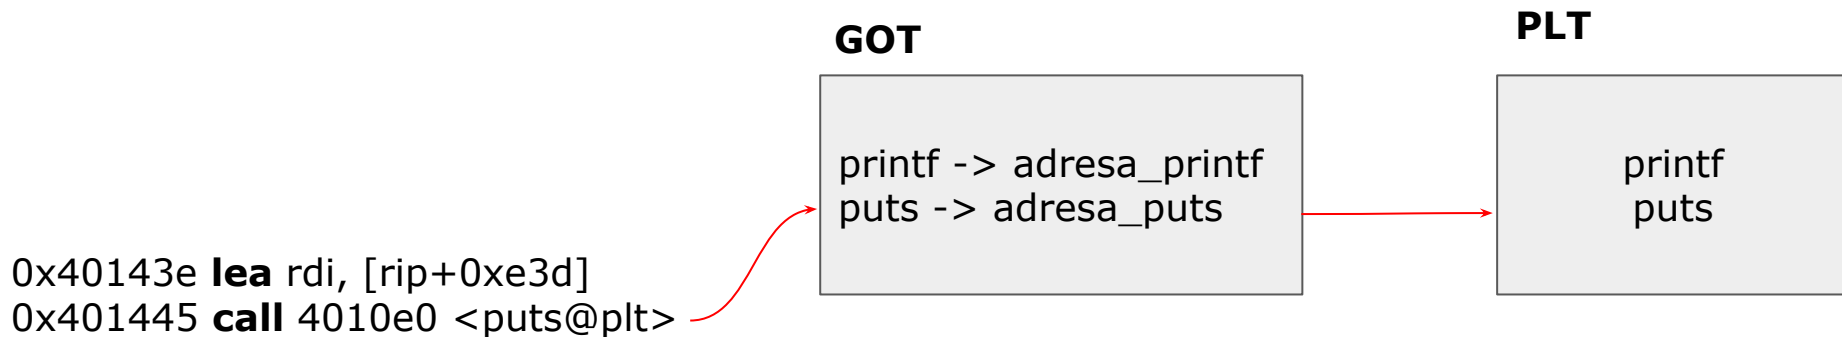 GOT
PLT
printf -> adresa_printf
puts -> adresa_puts
printf
puts
0x40143e lea rdi, [rip+0xe3d]
0x401445 call 4010e0 <puts@plt>